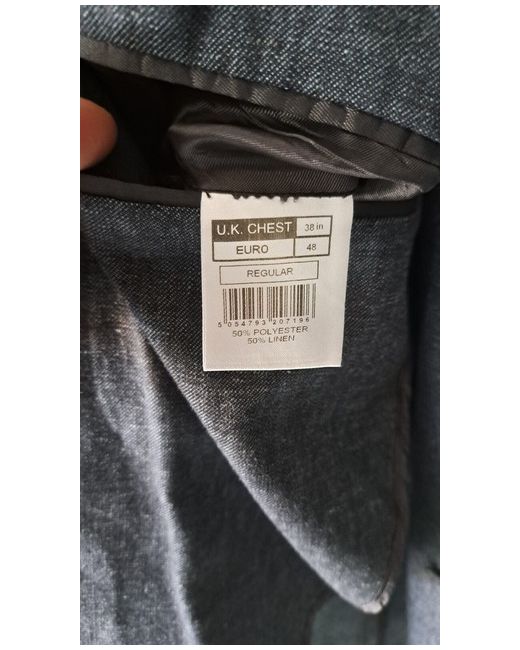 U.K. CHEST 38 in
EURO 48
REGULAR
5 054793 207196
50% POLYESTER
50% LINEN